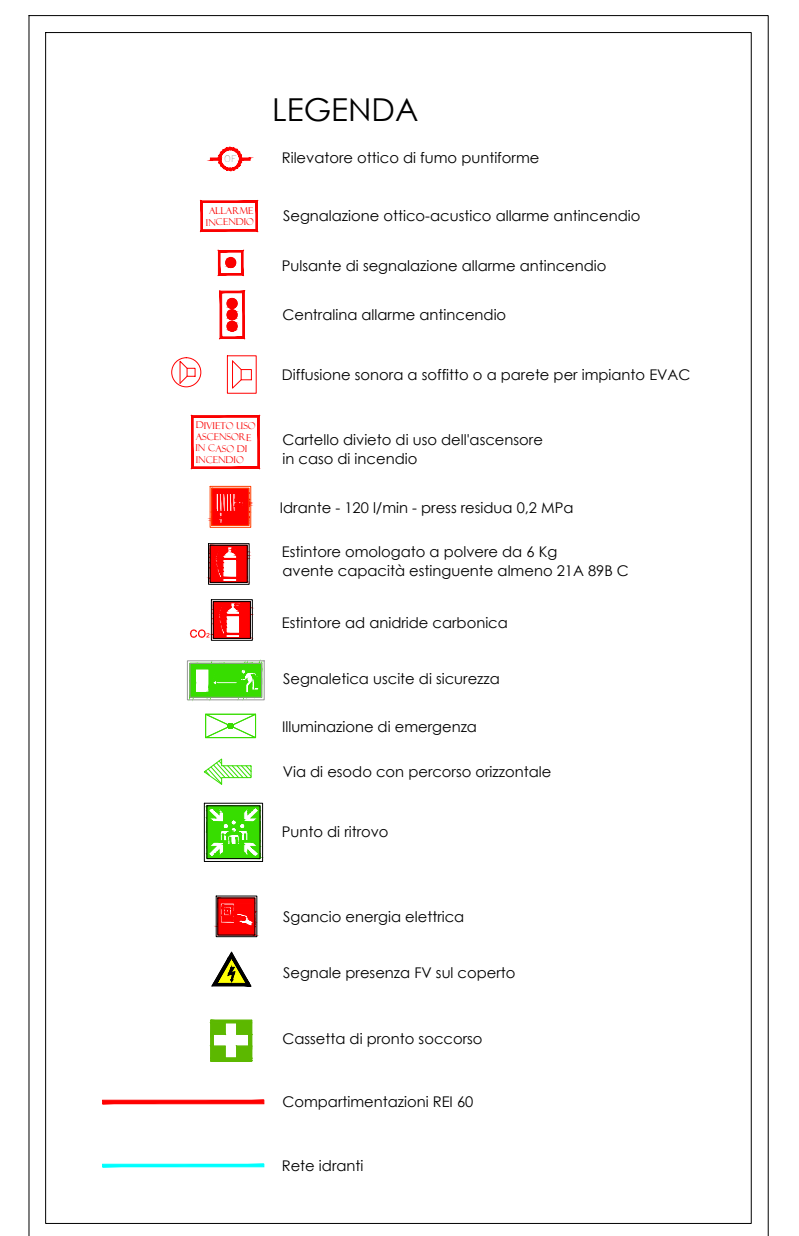 LEGENDA
OF
Rilevatore ottico di fumo puntiforme
ALLARME
INCENDIO
Segnalazione ottico-acustico allarme antincendio
Pulsante di segnalazione allarme antincendio
Centralina allarme antincendio
Diffusione sonora a soffitto o a parete per impianto EVAC
DIVIETO USO
ASCENSORE
IN CASO DI
INCENDIO
Cartello divieto di uso dell'ascensore
in caso di incendio
Idrante - 120 l/min - press residua 0,2 MPa
Estintore omologato a polvere da 6 Kg
avente capacità estinguente almeno 21A 89B C
CO₂
Estintore ad anidride carbonica
Segnaletica uscite di sicurezza
Illuminazione di emergenza
Via di esodo con percorso orizzontale
Punto di ritrovo
Sgancio energia elettrica
Segnale presenza FV sul coperto
Cassetta di pronto soccorso
Compartimentazioni REI 60
Rete idranti